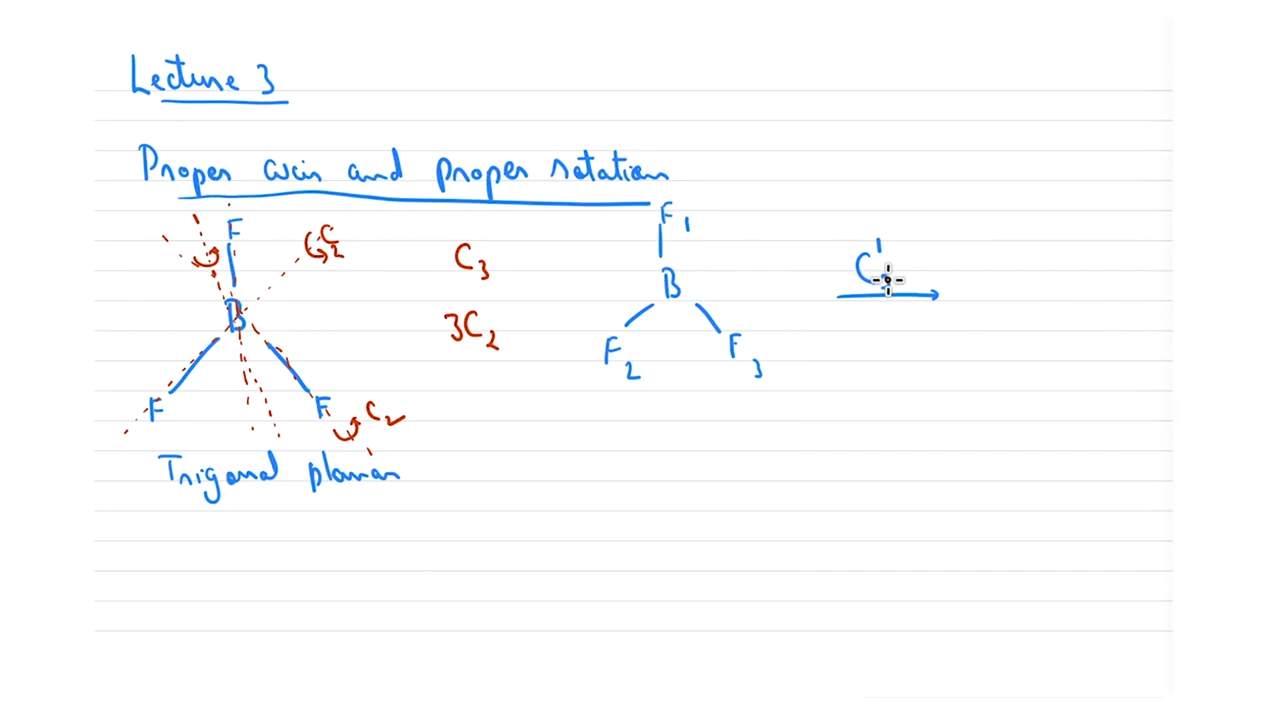 Lecture 3
Proper axis and proper rotation
F
C2
B
F
F
C2
Trigonal planar
C3
3C2
F1
B
F2
F3
C1